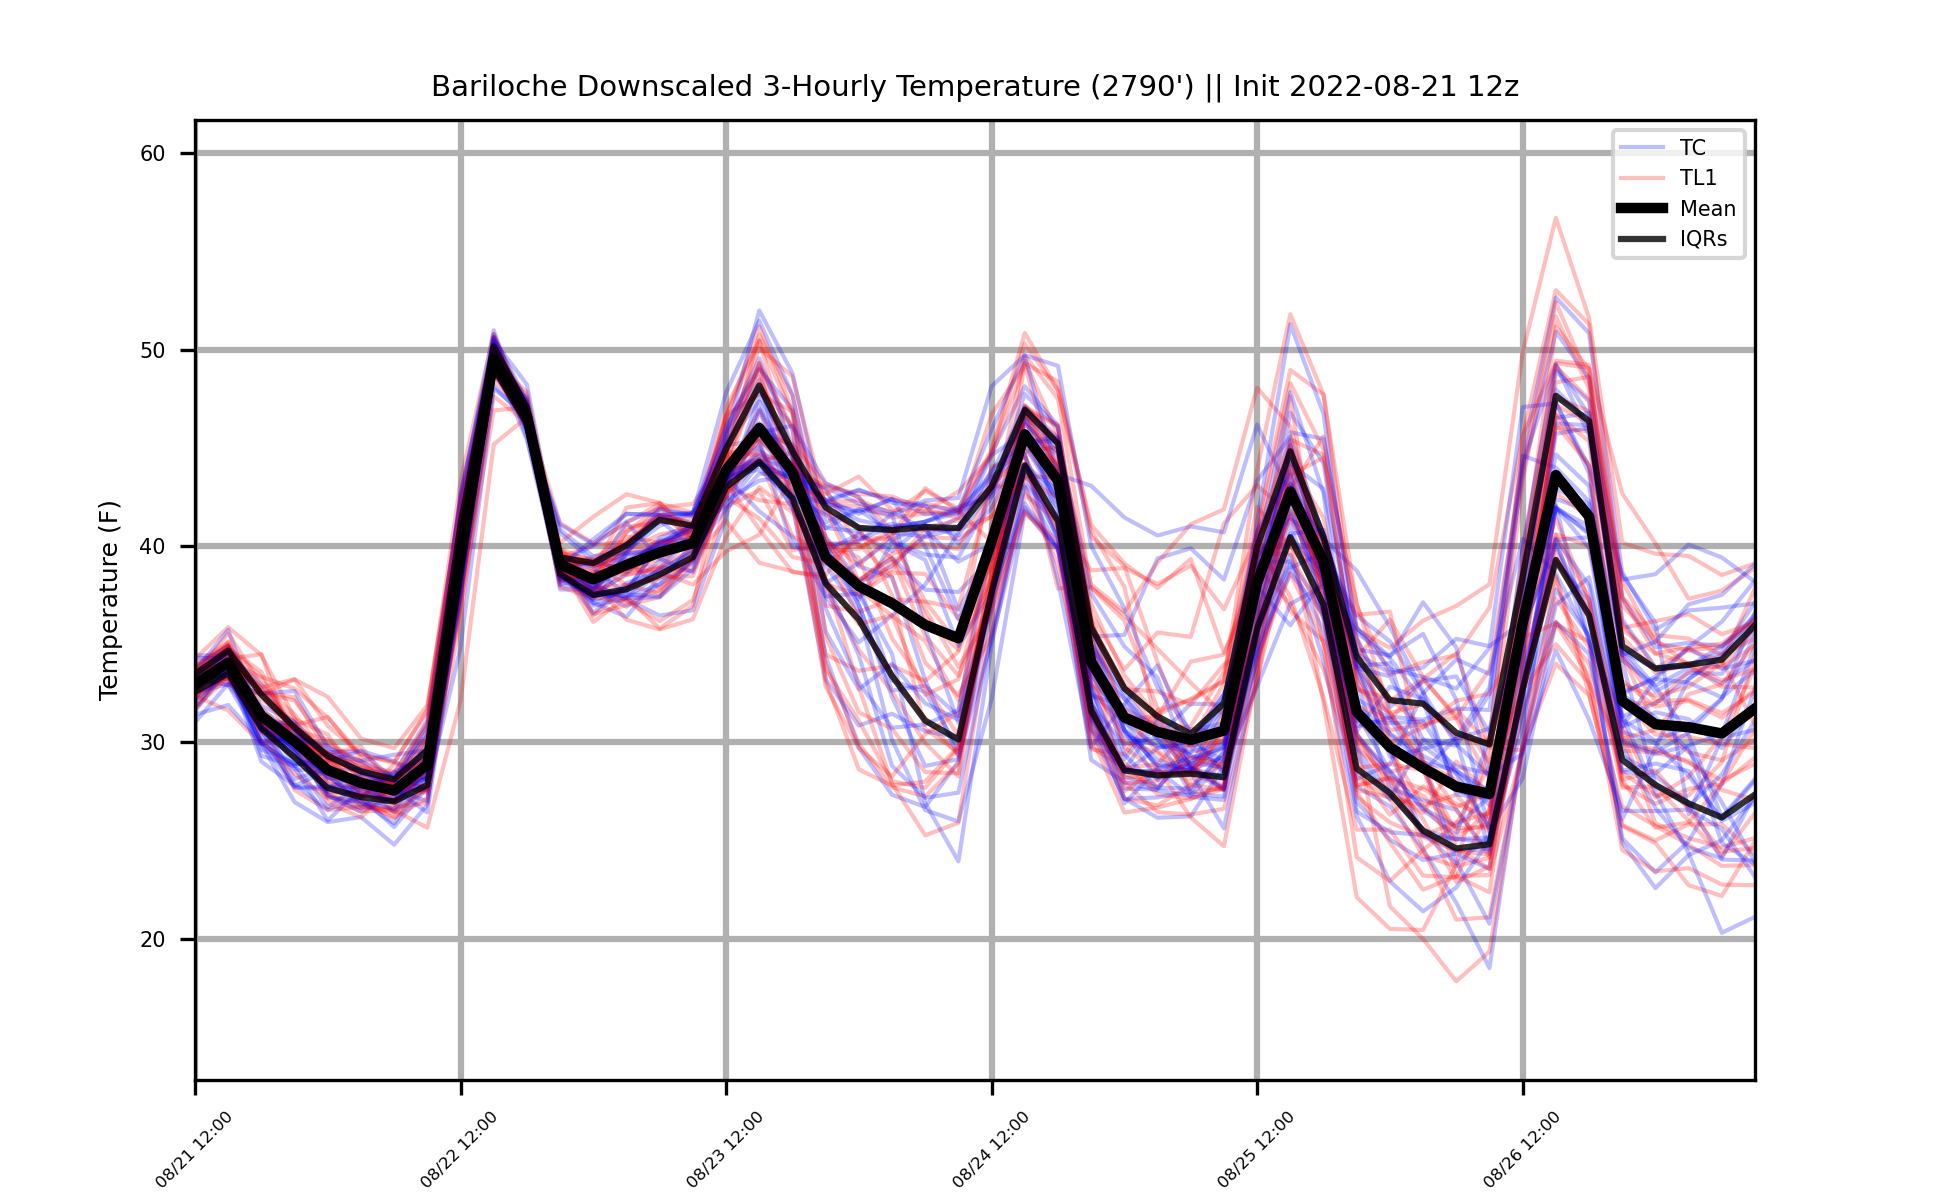 Bariloche Downscaled 3-Hourly Temperature (2790') || Init 2022-08-21 12z
TC
TL1
Mean
IQRs
Temperature (F)
60
50
40
30
20
08/21 12:00
08/22 12:00
08/23 12:00
08/24 12:00
08/25 12:00
08/26 12:00